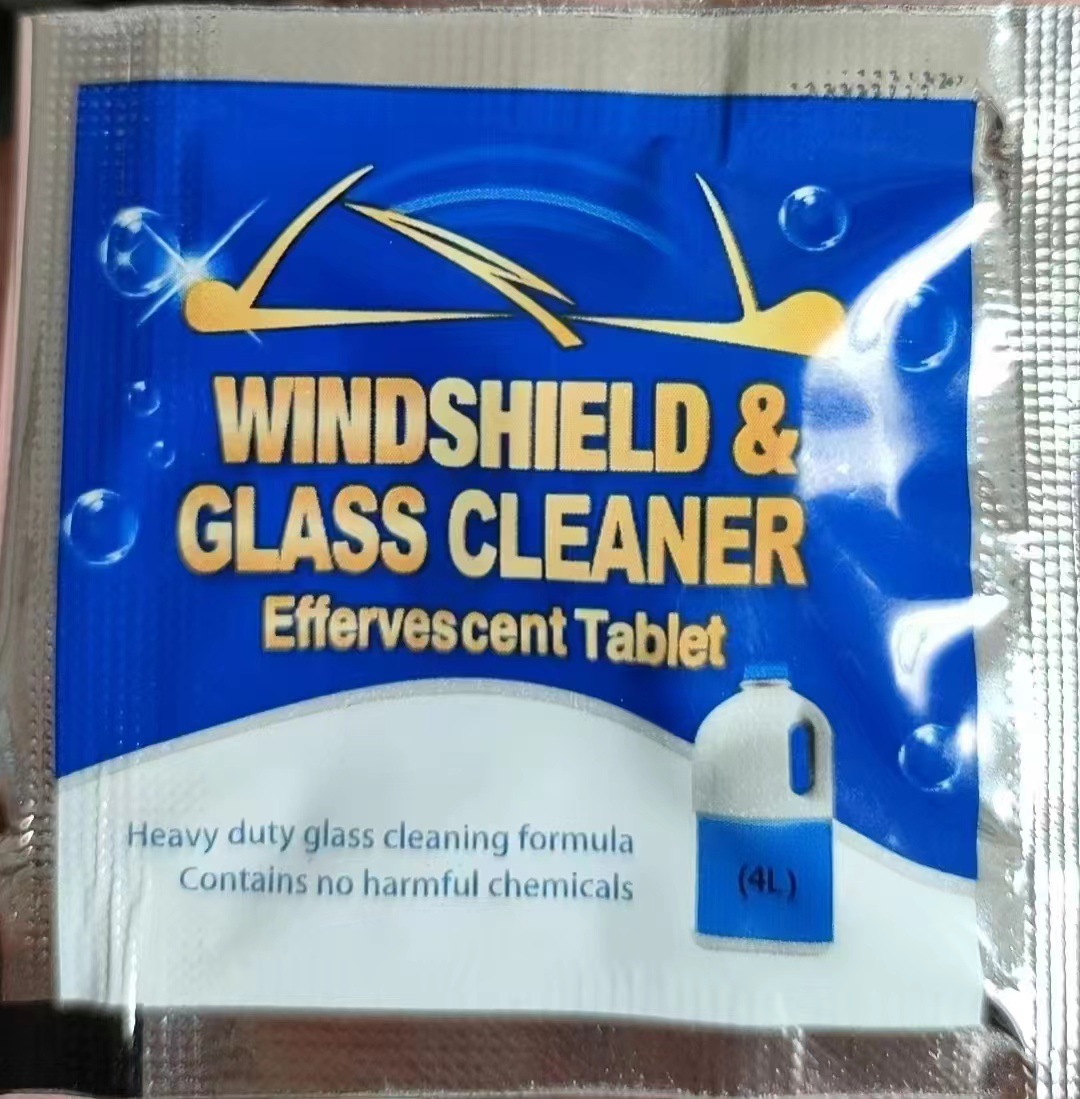 WINDSHIELD &
GLASS CLEANER
Effervescent Tablet
Heavy duty glass cleaning formula
Contains no harmful chemicals
(4L)